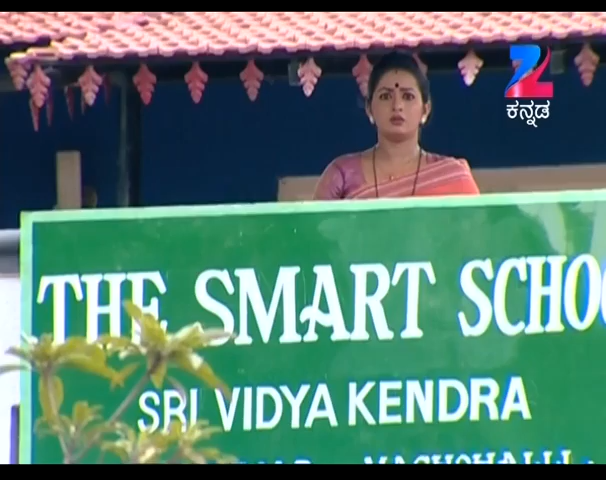 Z
ಕನ್ನಡ
THE SMART SCHOO
SRI VIDYA KENDRA